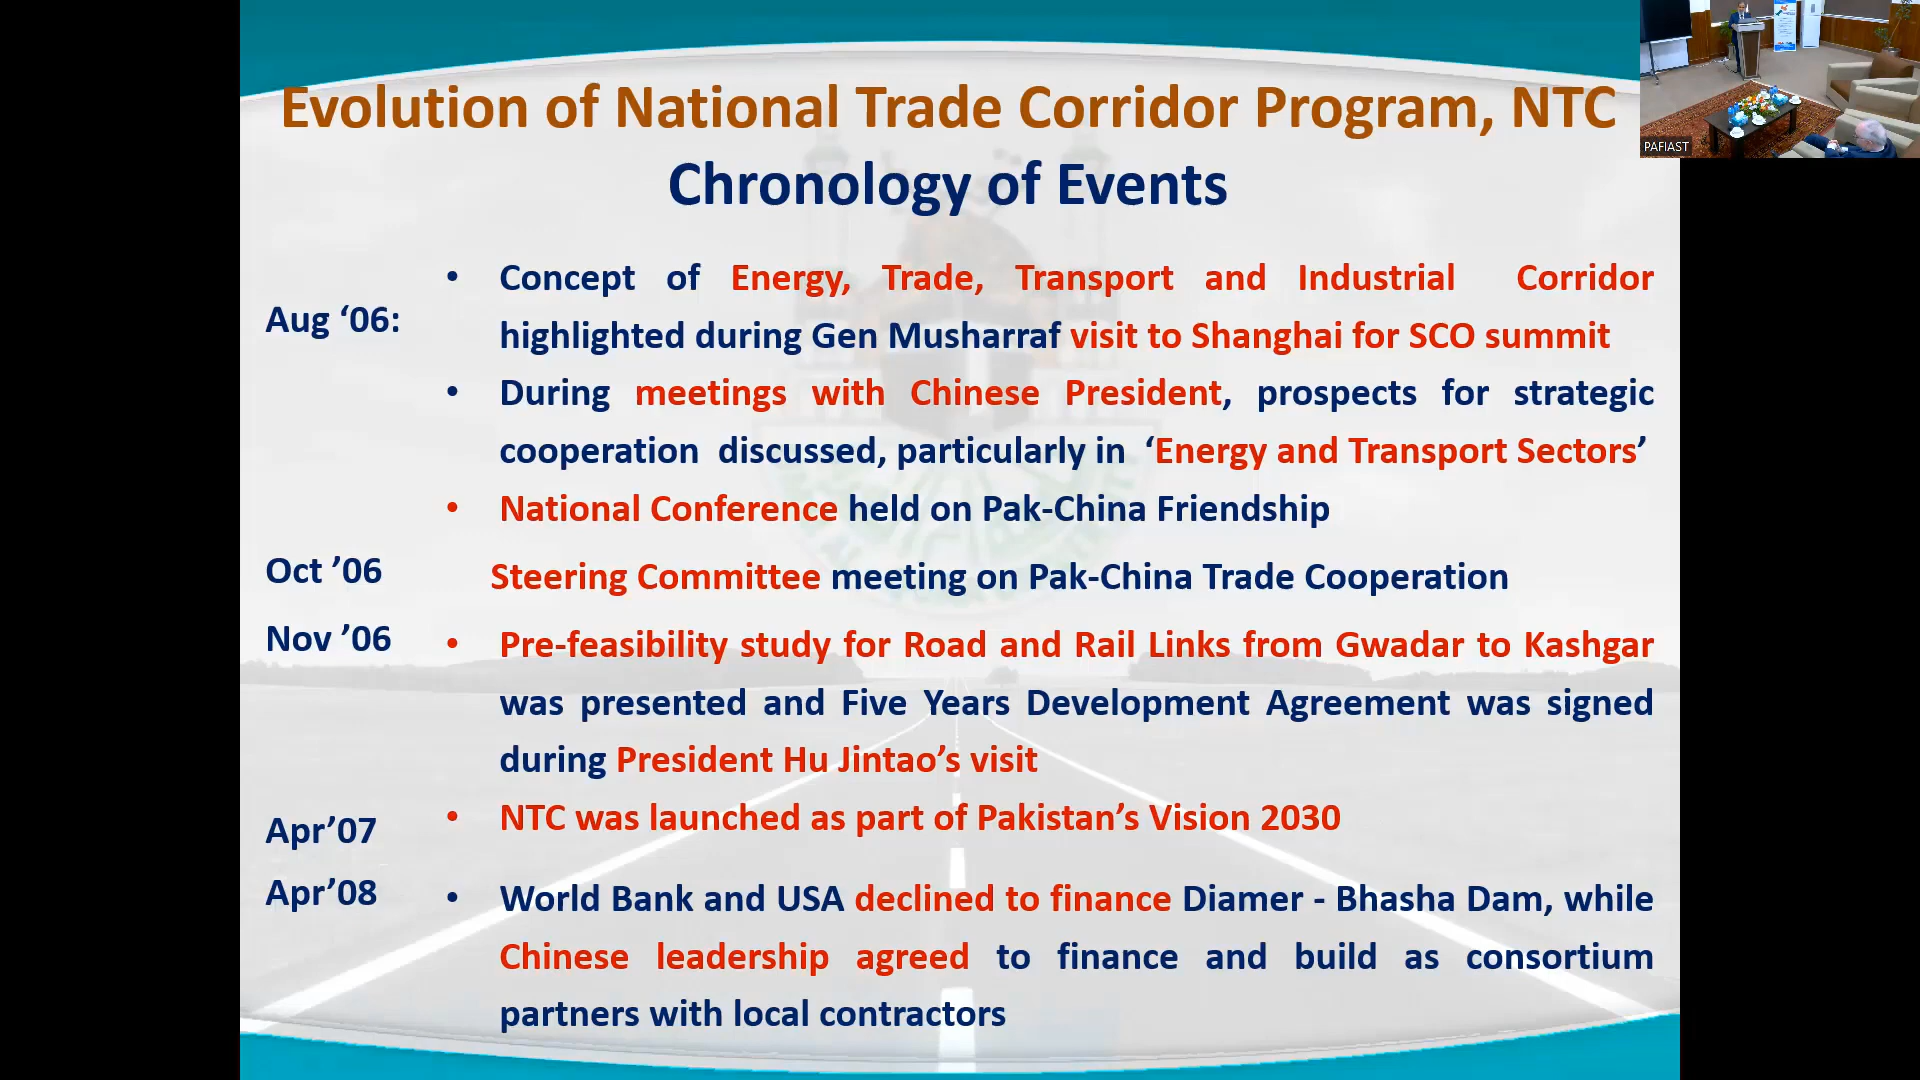 Evolution of National Trade Corridor Program, NTC
Chronology of Events
PAFIAST
Aug ‘06:
• Concept of Energy, Trade, Transport and Industrial Corridor
highlighted during Gen Musharraf visit to Shanghai for SCO summit
• During meetings with Chinese President, prospects for strategic
cooperation discussed, particularly in ‘Energy and Transport Sectors’
• National Conference held on Pak-China Friendship
Oct ’06
Steering Committee meeting on Pak-China Trade Cooperation
Nov ’06
• Pre-feasibility study for Road and Rail Links from Gwadar to Kashgar
was presented and Five Years Development Agreement was signed
during President Hu Jintao’s visit
Apr’07
• NTC was launched as part of Pakistan’s Vision 2030
Apr’08
• World Bank and USA declined to finance Diamer - Bhasha Dam, while
Chinese leadership agreed to finance and build as consortium
partners with local contractors